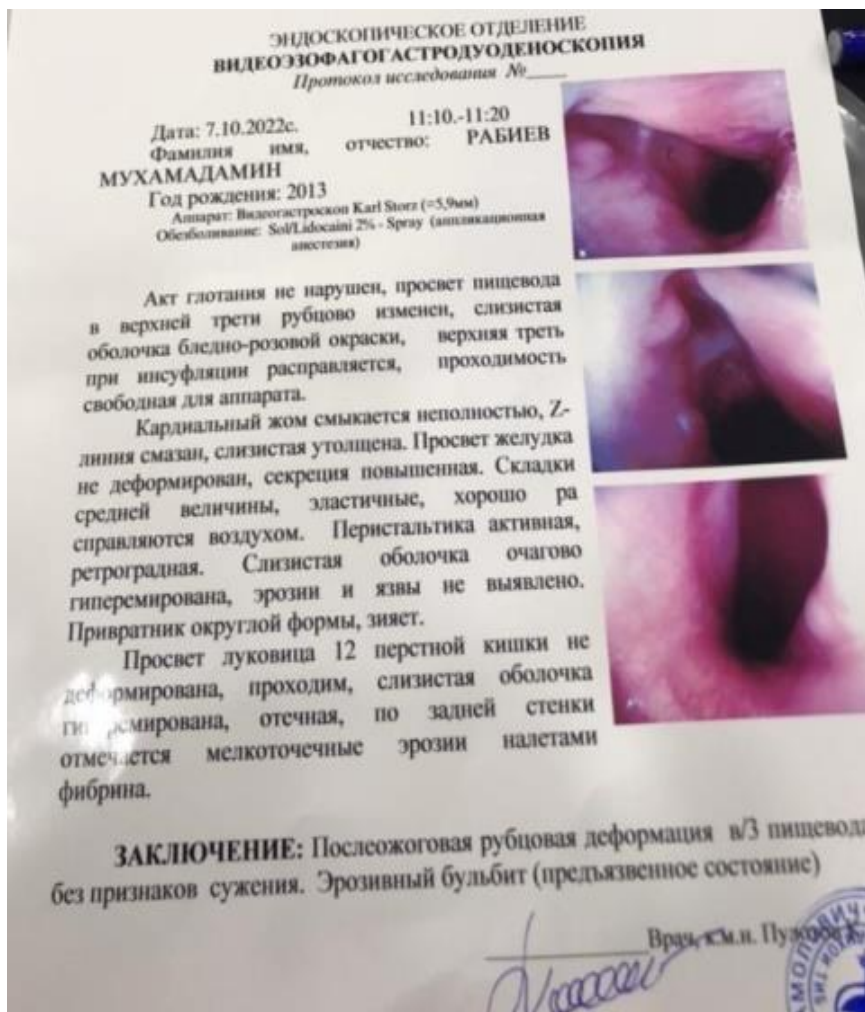 ЭНДОСКОПИЧЕСКОЕ ОТДЕЛЕНИЕ
ВИДЕОЭЗОФАГОГАСТРОДУОДЕНОСКОПИЯ
Протокол исследования №____
Дата: 7.10.2022г. 11:10.-11:20
Фамилия имя, отчество: РАБИЕВ
МУХАМАДАМИН
Год рождения: 2013
Аппарат: Видеогастроскоп Karl Storz (=5,9мм)
Обезболивание: Sol/Lidocaini 2% - Spray (аппликационная
анестезия)
Акт глотания не нарушен, просвет пищевода
в верхней трети рубцово изменен, слизистая
оболочка бледно-розовой окраски, верхняя треть
при инсуфляции расправляется, проходимость
свободная для аппарата.
Кардиальный жом смыкается неполностью, Z-
линия смазан, слизистая утолщена. Просвет желудка
не деформирован, секреция повышенная. Складки
средней величины, эластичные, хорошо ра
справляются воздухом. Перистальтика активная,
ретроградная. Слизистая оболочка очагово
гиперемирована, эрозии и язвы не выявлено.
Привратник округлой формы, зияет.
Просвет луковица 12 перстной кишки не
деформирована, проходим, слизистая оболочка
отечная, по задней стенки
отмечается мелкоточечные эрозии налетами
фибрина.
ЗАКЛЮЧЕНИЕ: Послеожоговая рубцовая деформация в/3 пищевода
без признаков сужения. Эрозивный бульбит (предъязвенное состояние)
Врач, к.м.н.